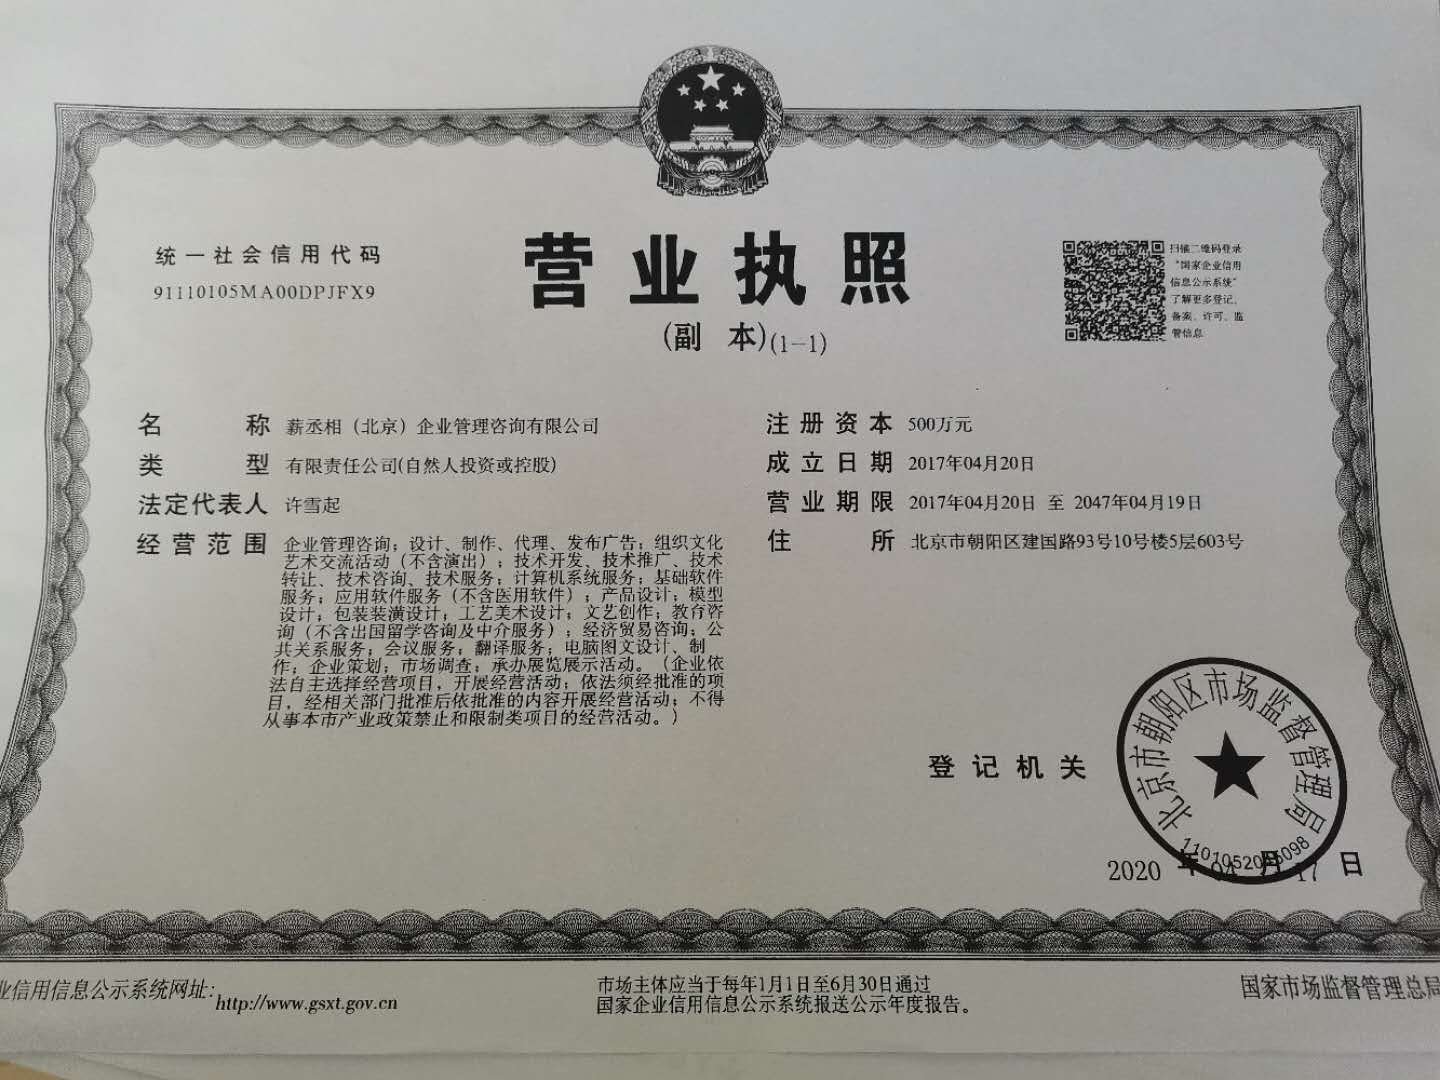 统一社会信用代码
91110105MA00DPJFX9
营业执照
(副 本)(1-1)
扫描二维码登录
“国家企业信用
信息公示系统”
了解更多登记、
备案、许可、监
管信息
名 称 薪丞相（北京）企业管理咨询有限公司
类 型 有限责任公司(自然人投资或控股)
法定代表人 许雪起
经营范围 企业管理咨询；设计、制作、代理、发布广告；组织文化
艺术交流活动（不含演出）；技术开发、技术推广、技术
转让、技术咨询、技术服务；计算机系统服务；基础软件
服务；应用软件服务（不含医用软件）；产品设计；模型
设计；包装装潢设计；工艺美术设计；文艺创作；教育咨
询（不含出国留学咨询及中介服务）；经济贸易咨询；公
共关系服务；会议服务；翻译服务；电脑图文设计、制
作；企业策划；市场调查；承办展览展示活动。（企业依
法自主选择经营项目，开展经营活动；依法须经批准的项
目，经相关部门批准后依批准的内容开展经营活动；不得
从事本市产业政策禁止和限制类项目的经营活动。）
注册资本 500万元
成立日期 2017年04月20日
营业期限 2017年04月20日 至 2047年04月19日
住 所 北京市朝阳区建国路93号10号楼5层603号
登记机关
北京市朝阳区市场监督管理局
2020 年 04 月 17 日
业信用信息公示系统网址:http://www.gsxt.gov.cn
市场主体应当于每年1月1日至6月30日通过
国家企业信用信息公示系统报送公示年度报告。
国家市场监督管理总局